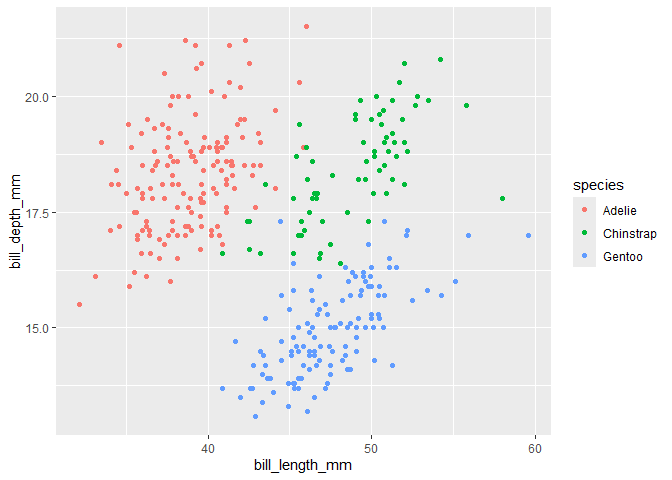 bill_depth_mm
20.0
17.5
15.0
40
50
60
bill_length_mm
species
Adelie
Chinstrap
Gentoo